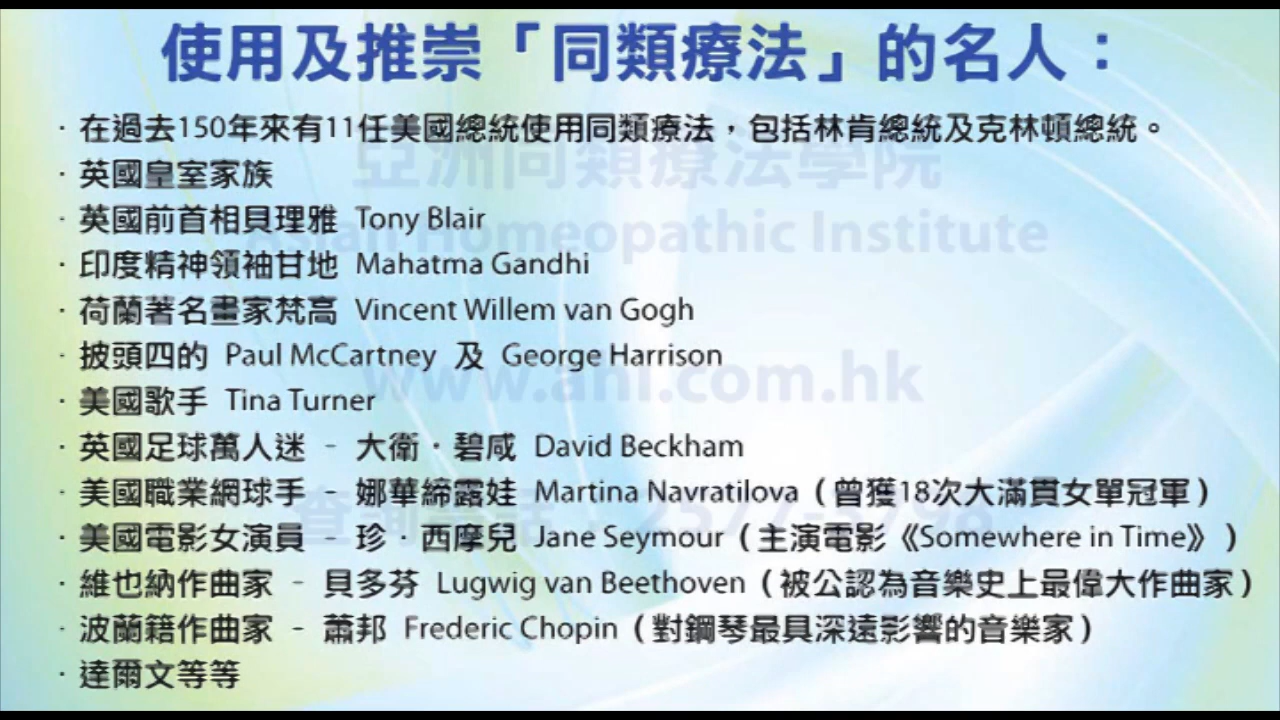 使用及推崇「同類療法」的名人：
· 在過去150年來有11任美國總統使用同類療法，包括林肯總統及克林頓總統。
· 英國皇室家族
· 英國前首相貝理雅 Tony Blair
· 印度精神領袖甘地 Mahatma Gandhi
· 荷蘭著名畫家梵高 Vincent Willem van Gogh
· 披頭四的 Paul McCartney 及 George Harrison
· 美國歌手 Tina Turner
· 英國足球萬人迷 – 大衛·碧咸 David Beckham
· 美國職業網球手 – 娜華締露娃 Martina Navratilova（曾獲18次大滿貫女單冠軍）
· 美國電影女演員 – 珍·西摩兒 Jane Seymour（主演電影《Somewhere in Time》）
· 維也納作曲家 – 貝多芬 Lugwig van Beethoven（被公認為音樂史上最偉大作曲家）
· 波蘭籍作曲家 – 蕭邦 Frederic Chopin（對鋼琴最具深遠影響的音樂家）
· 達爾文等等
亞洲同類療法學院
Asian Homeopathic Institute
www.ahi.com.hk